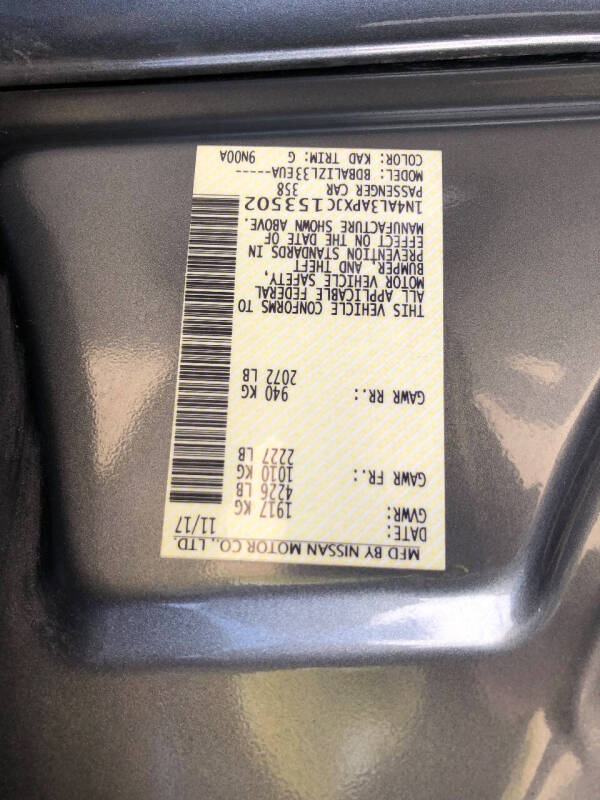 MFD BY NISSAN MOTOR CO., LTD.
DATE: 11/17
GVWR: 1917 KG
4226 LB
GAWR FR.: 1010 KG
2227 LB
GAWR RR.: 940 KG
2072 LB
THIS VEHICLE CONFORMS TO
ALL APPLICABLE FEDERAL
MOTOR VEHICLE SAFETY,
BUMPER, AND THEFT
PREVENTION STANDARDS IN
EFFECT ON THE DATE OF
MANUFACTURE SHOWN ABOVE.
1N4AL3APXJC153502
PASSENGER CAR 358
MODEL: BDBALIZL33EUA-----
COLOR: KAD TRIM: G 9N00A